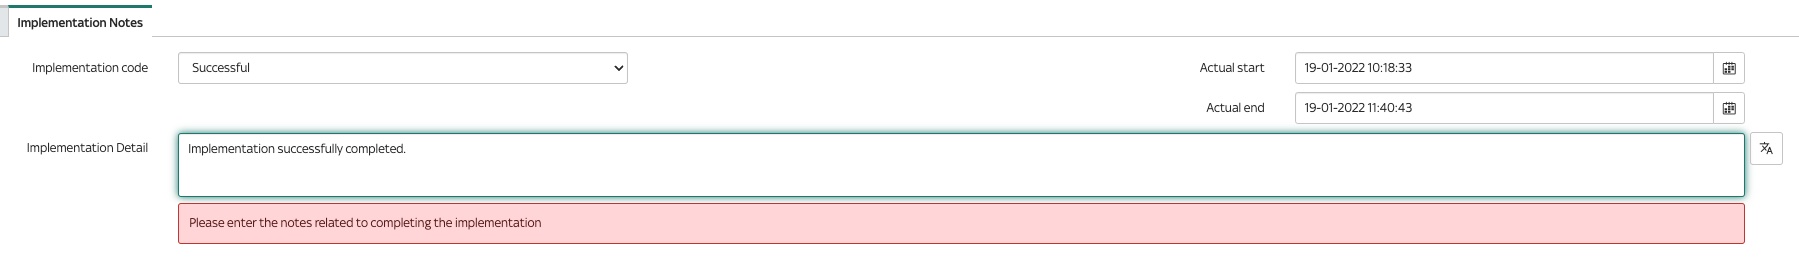 Implementation Notes
Implementation code
Successful
Actual start
19-01-2022 10:18:33
Actual end
19-01-2022 11:40:43
Implementation Detail
Implementation successfully completed.
Please enter the notes related to completing the implementation